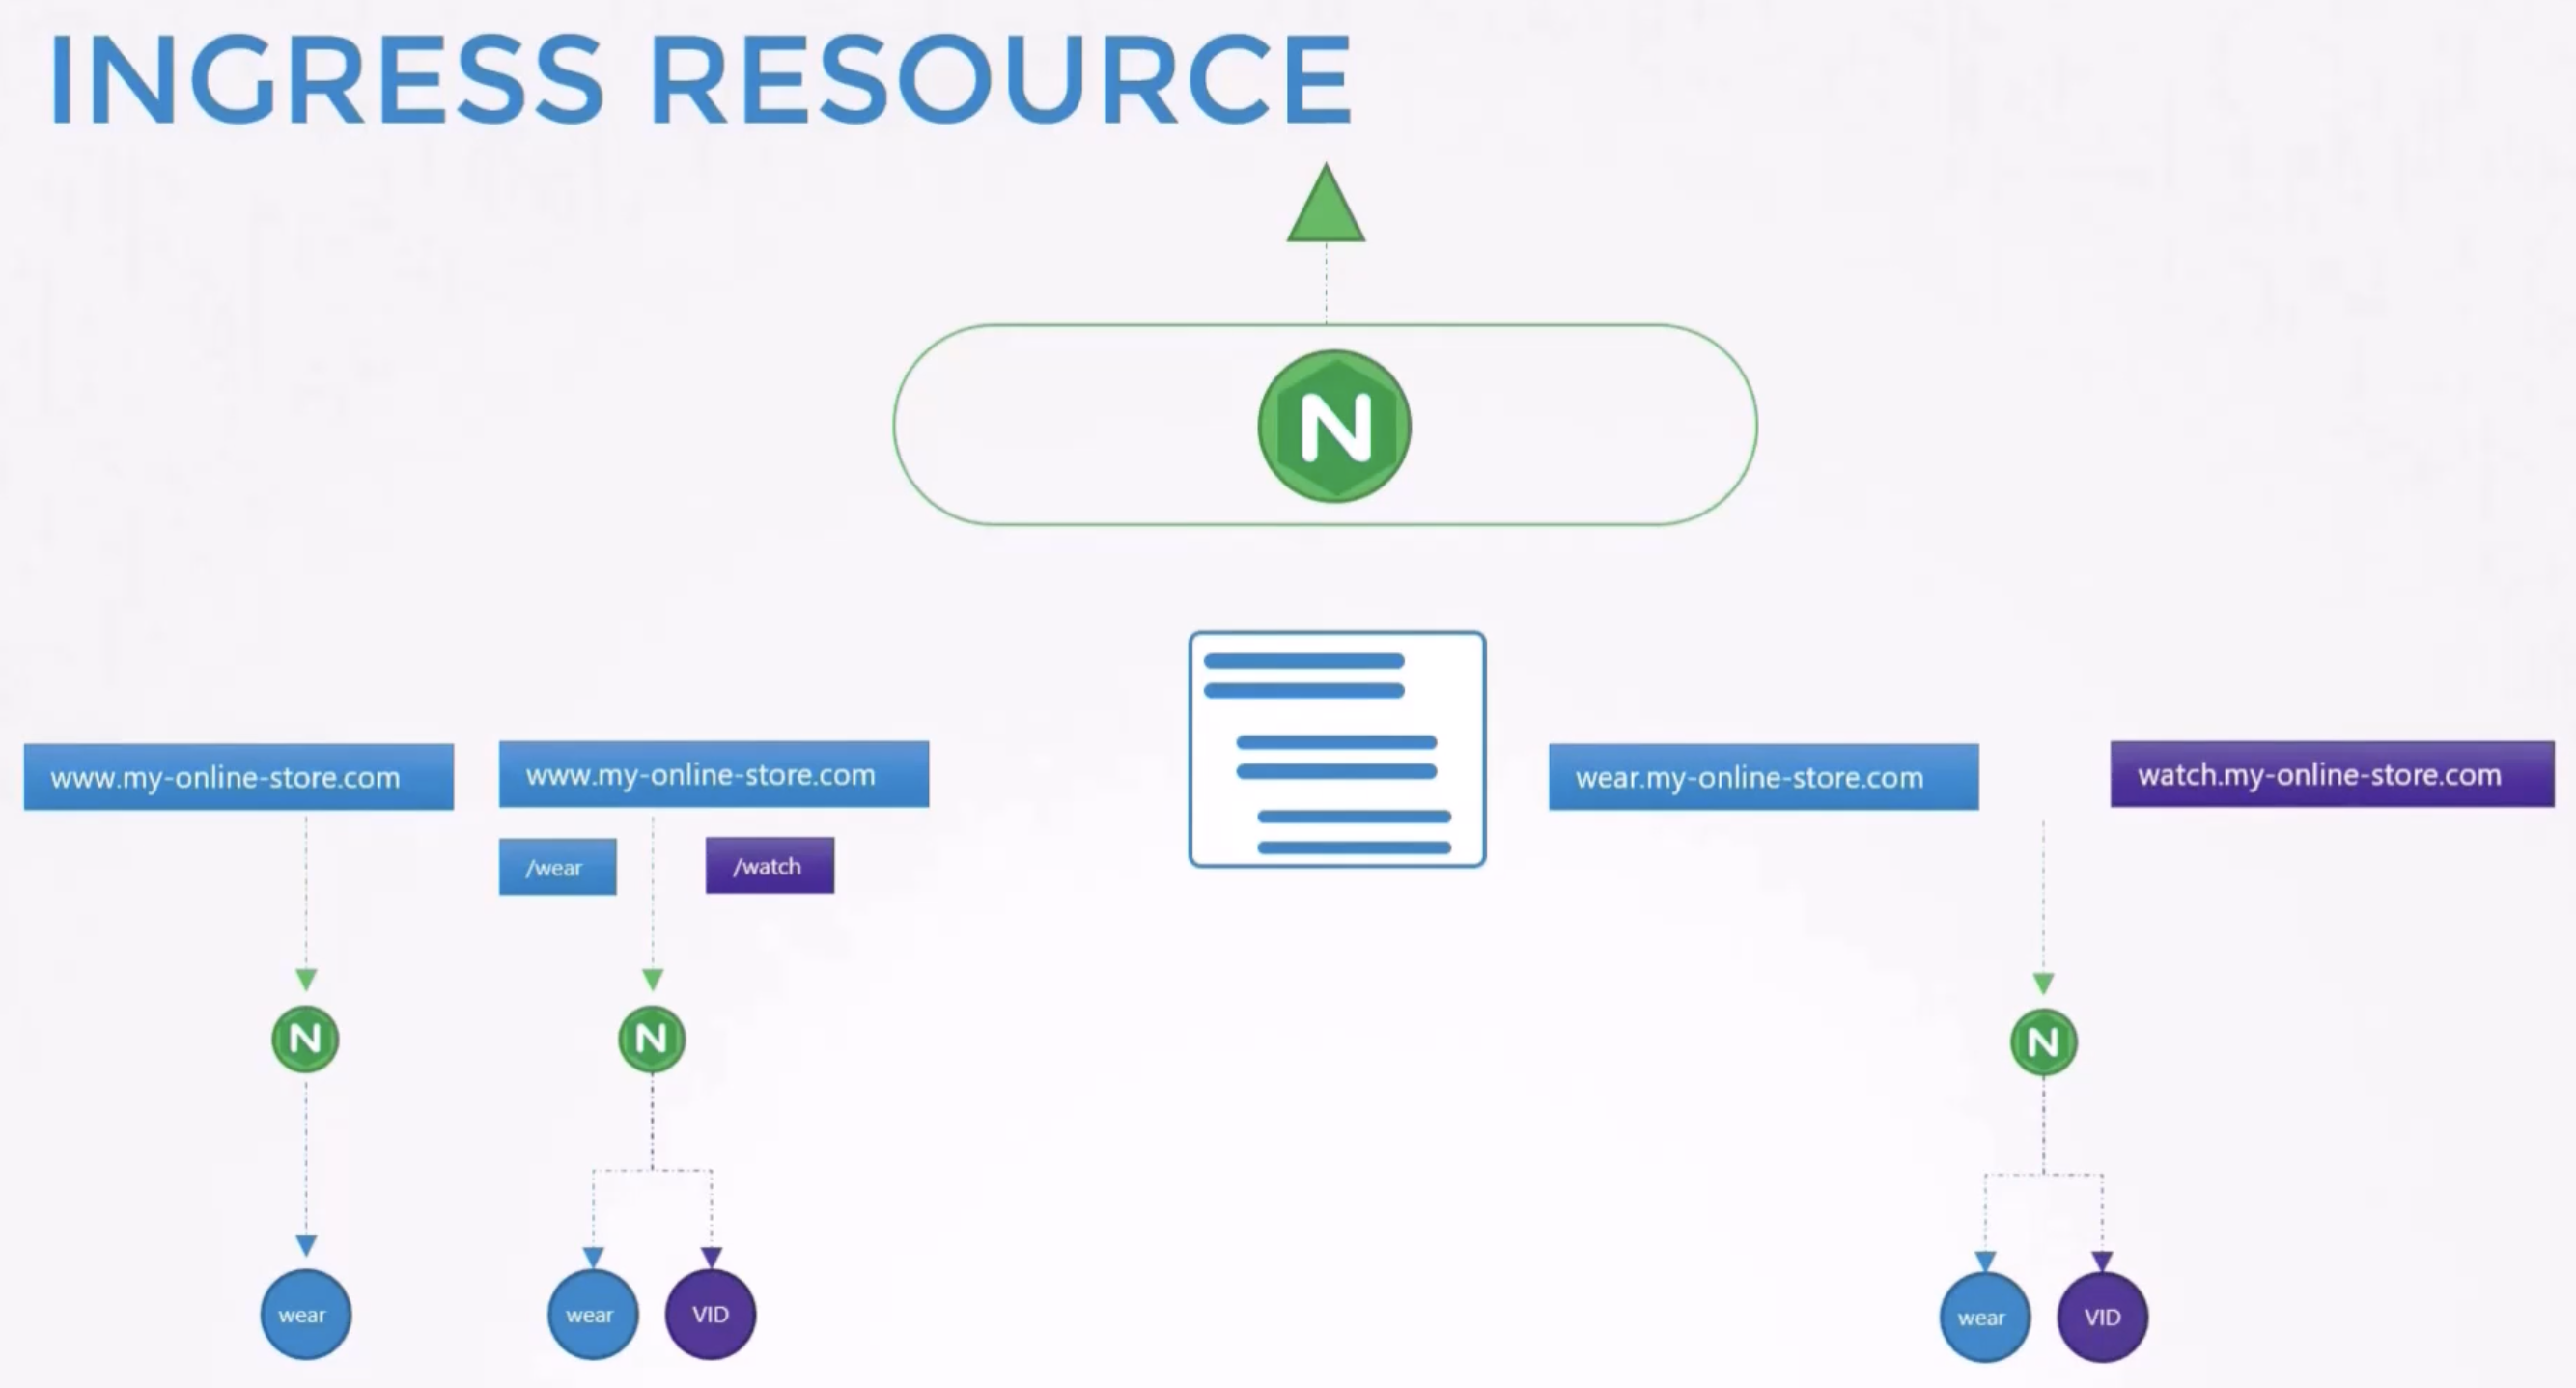 INGRESS RESOURCE
N
www.my-online-store.com
www.my-online-store.com
/wear
/watch
wear.my-online-store.com
watch.my-online-store.com
N
N
N
wear
wear
VID
wear
VID